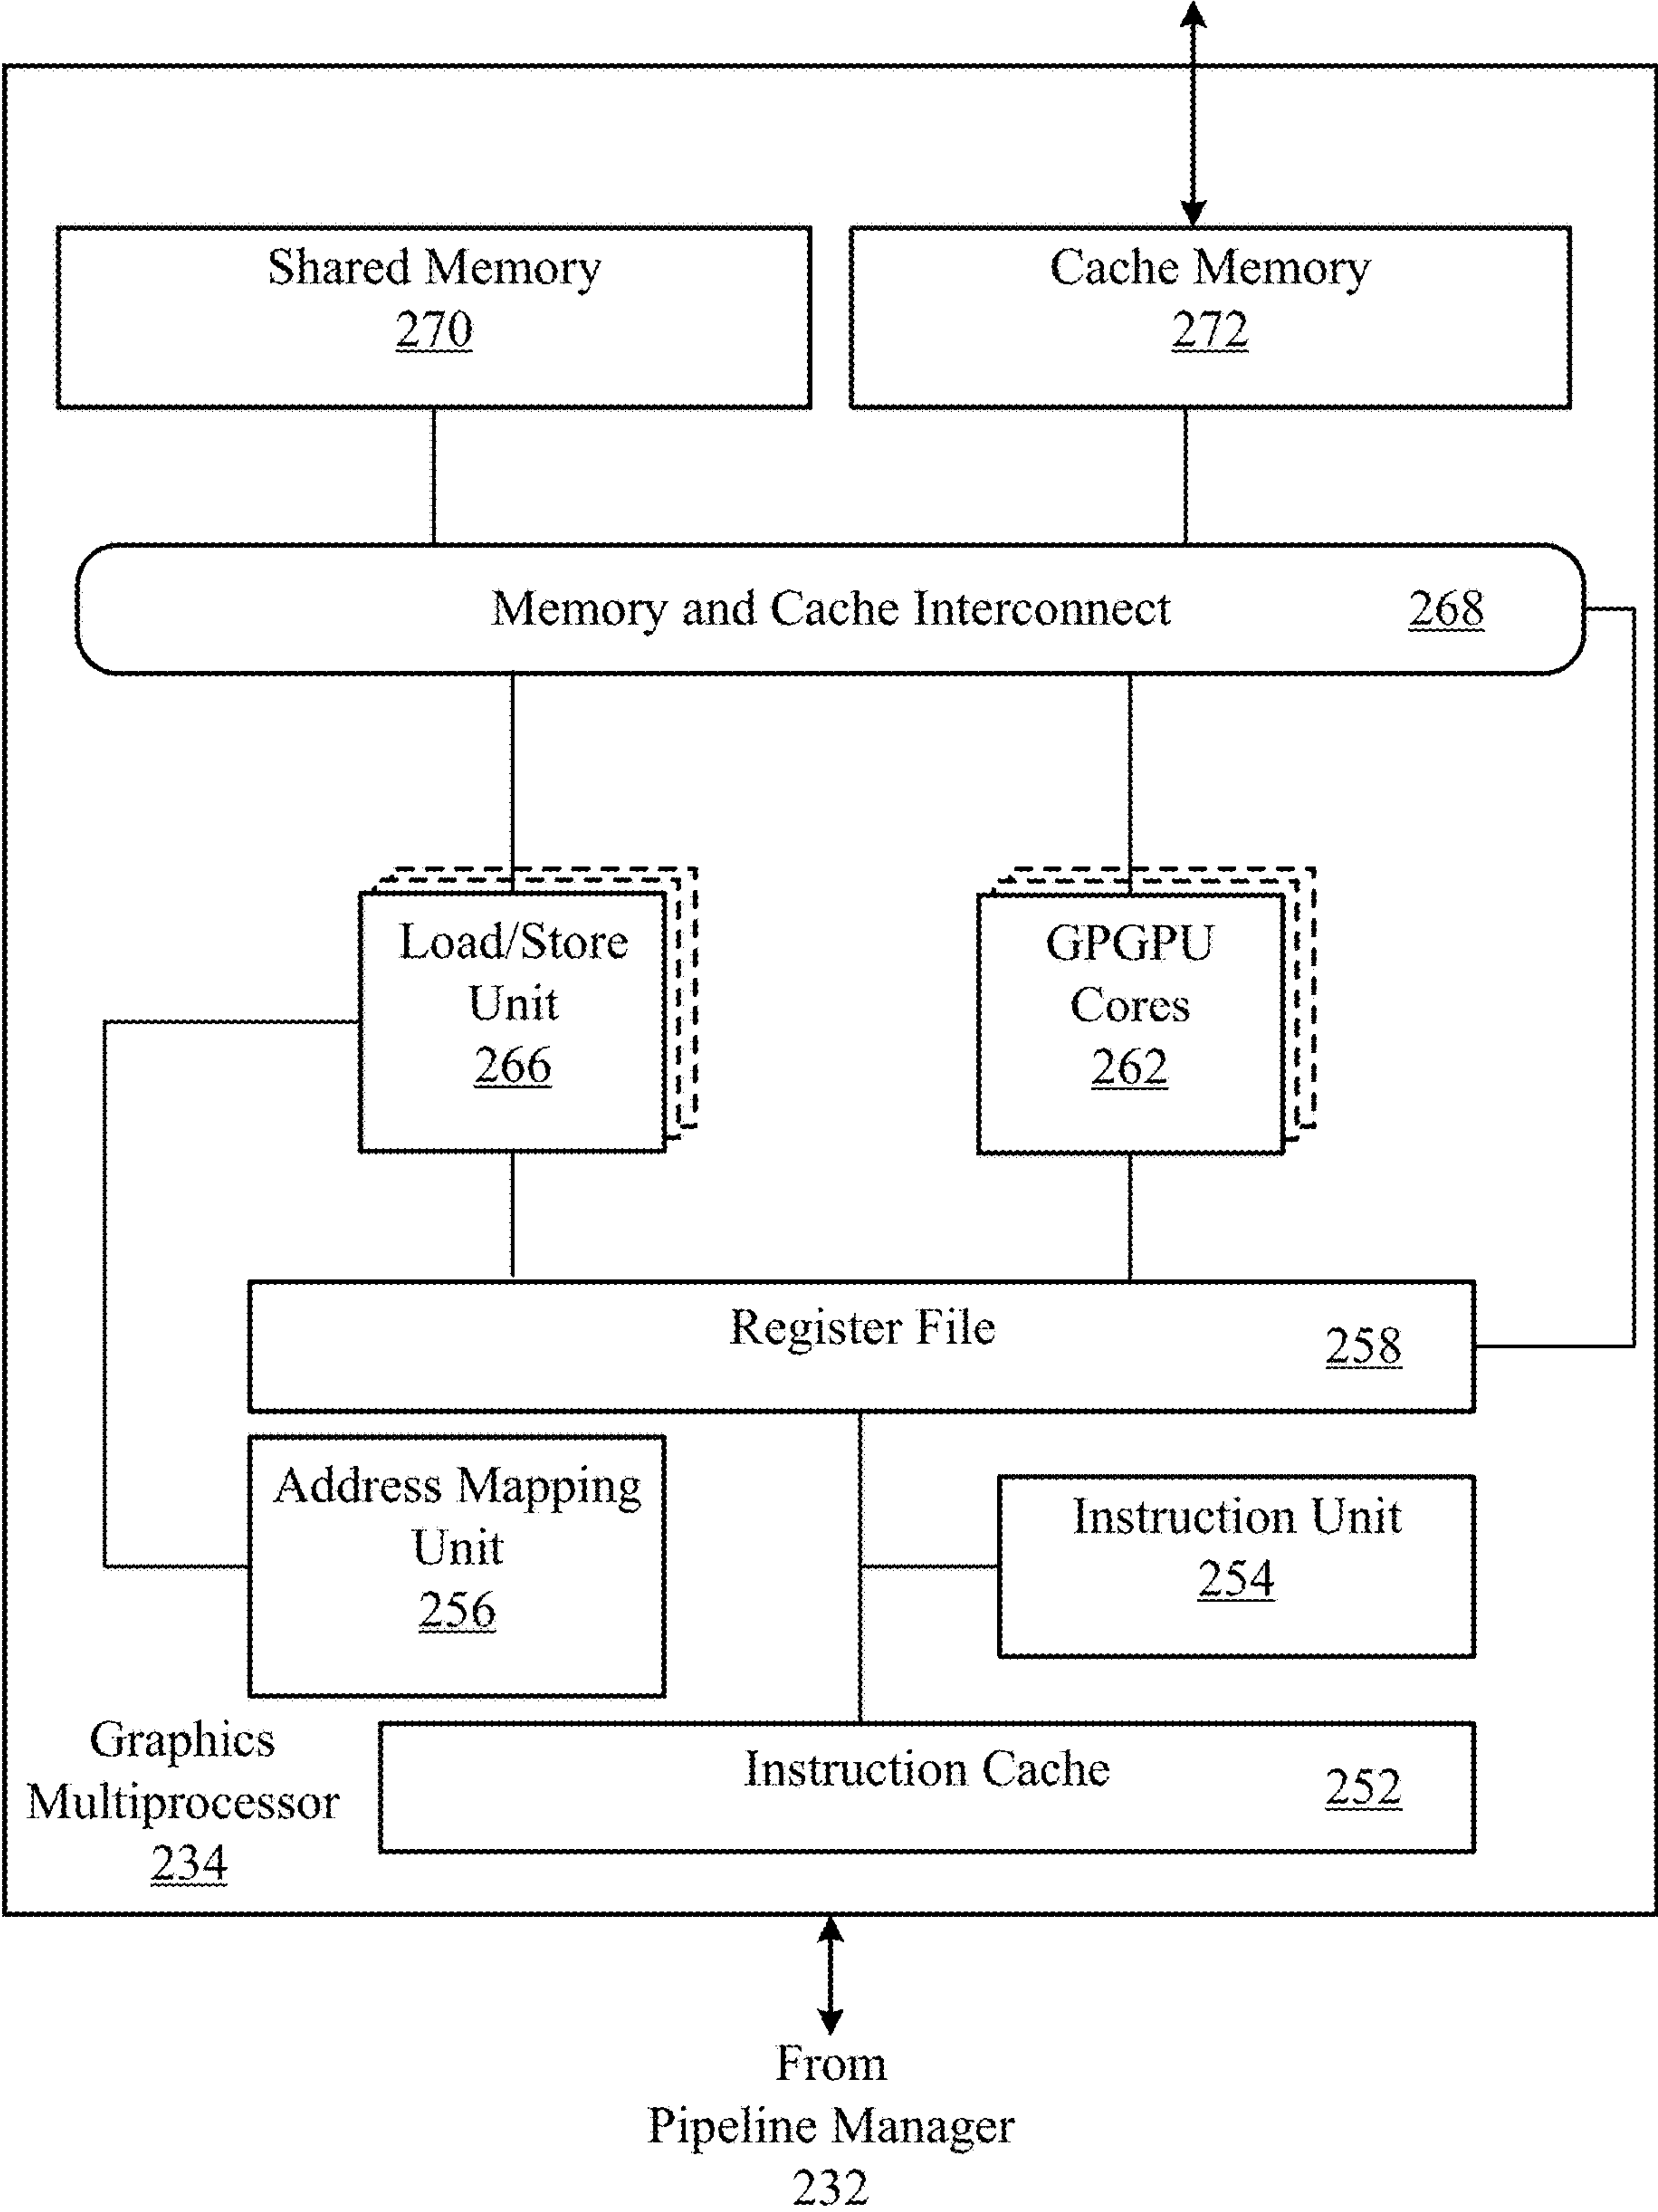 Shared Memory
270
Cache Memory
272
Memory and Cache Interconnect 268
Load/Store
Unit
266
GPGPU
Cores
262
Register File 258
Address Mapping
Unit
256
Instruction Unit
254
Graphics
Multiprocessor
234
Instruction Cache 252
From
Pipeline Manager
232